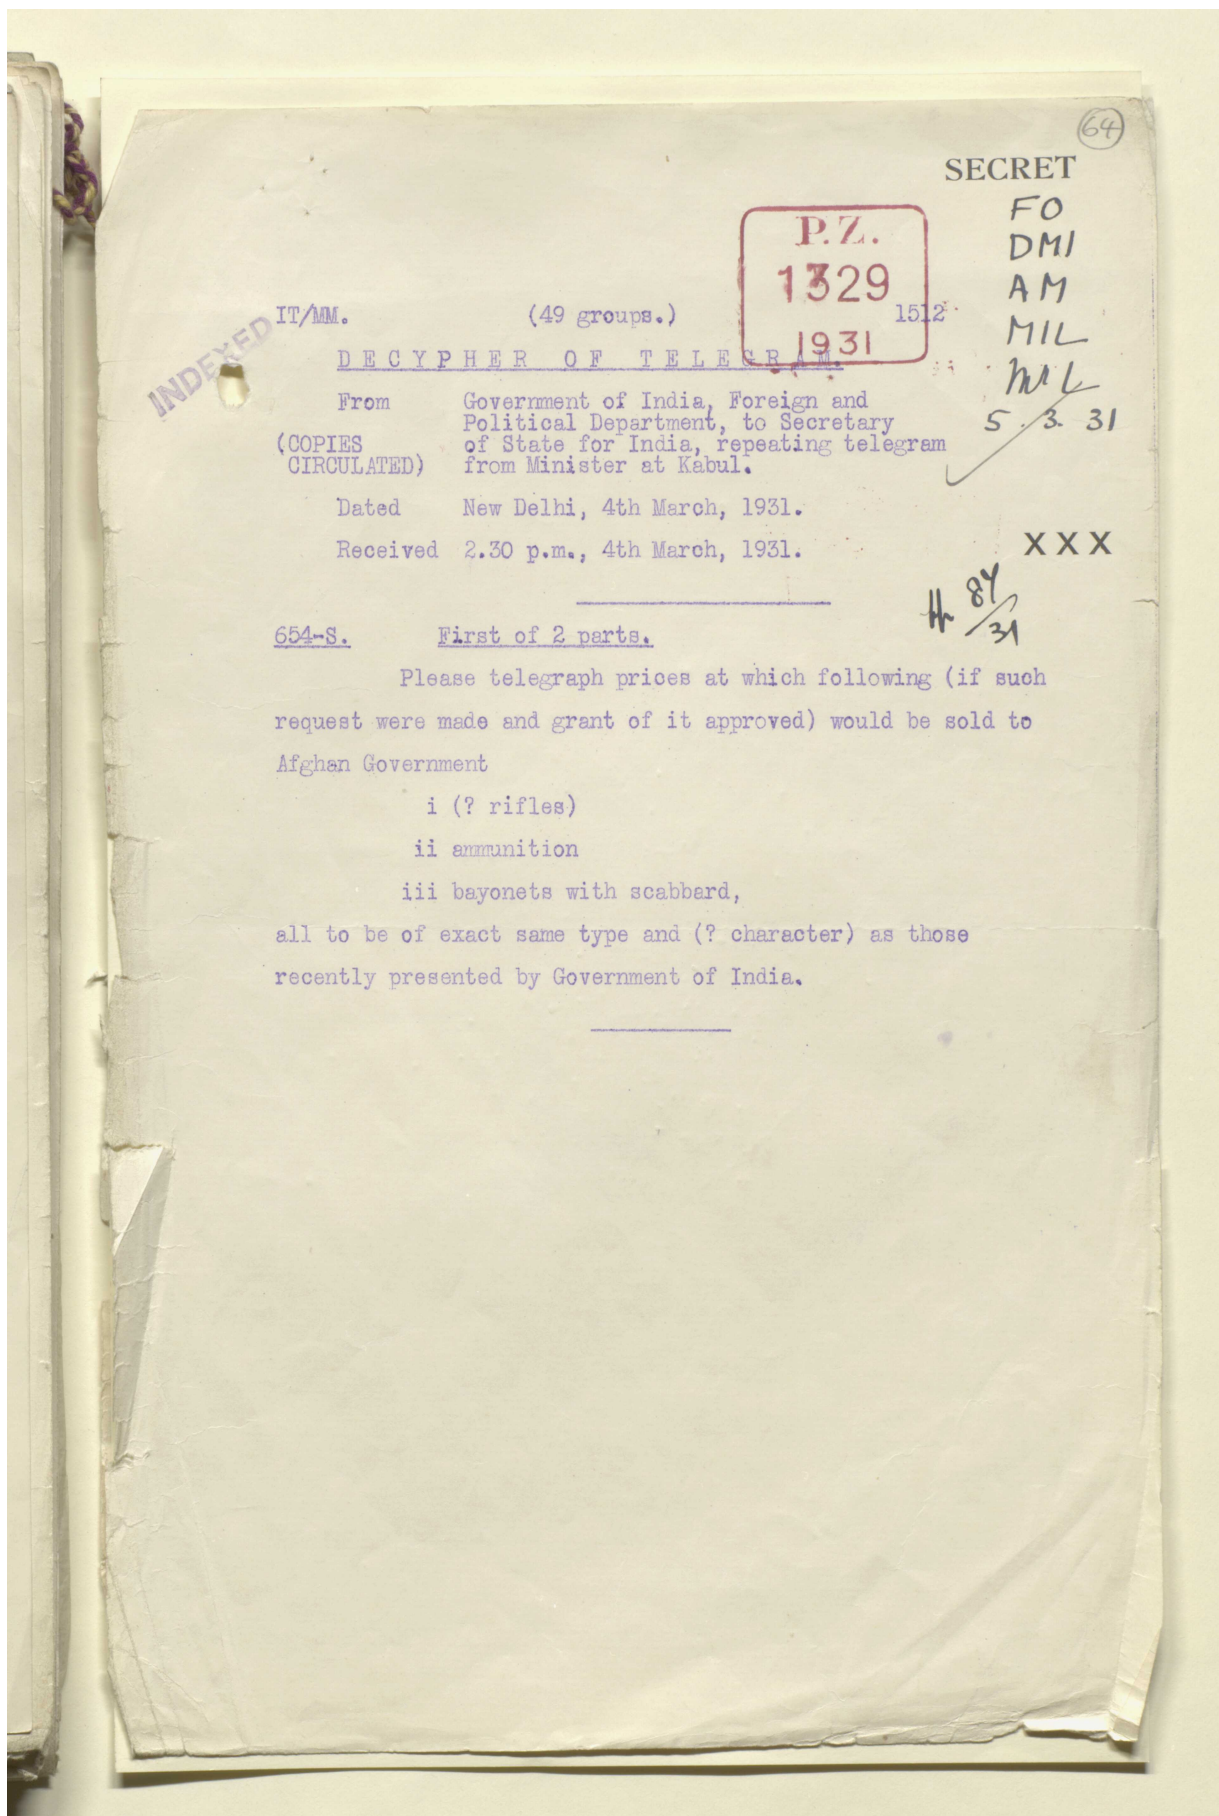 64
SECRET
FO
DMI
AM
MIL
5.3.31
P.Z.
1329
1931
INDEXED
IT/MM. (49 groups.) 1512
DECYPHER OF TELEGRAM.
From Government of India, Foreign and
Political Department, to Secretary
(COPIES of State for India, repeating telegram
CIRCULATED) from Minister at Kabul.
Dated New Delhi, 4th March, 1931.
Received 2.30 p.m., 4th March, 1931.
XXX
84/31
654-S. First of 2 parts.
Please telegraph prices at which following (if such
request were made and grant of it approved) would be sold to
Afghan Government
i (? rifles)
ii ammunition
iii bayonets with scabbard,
all to be of exact same type and (? character) as those
recently presented by Government of India.